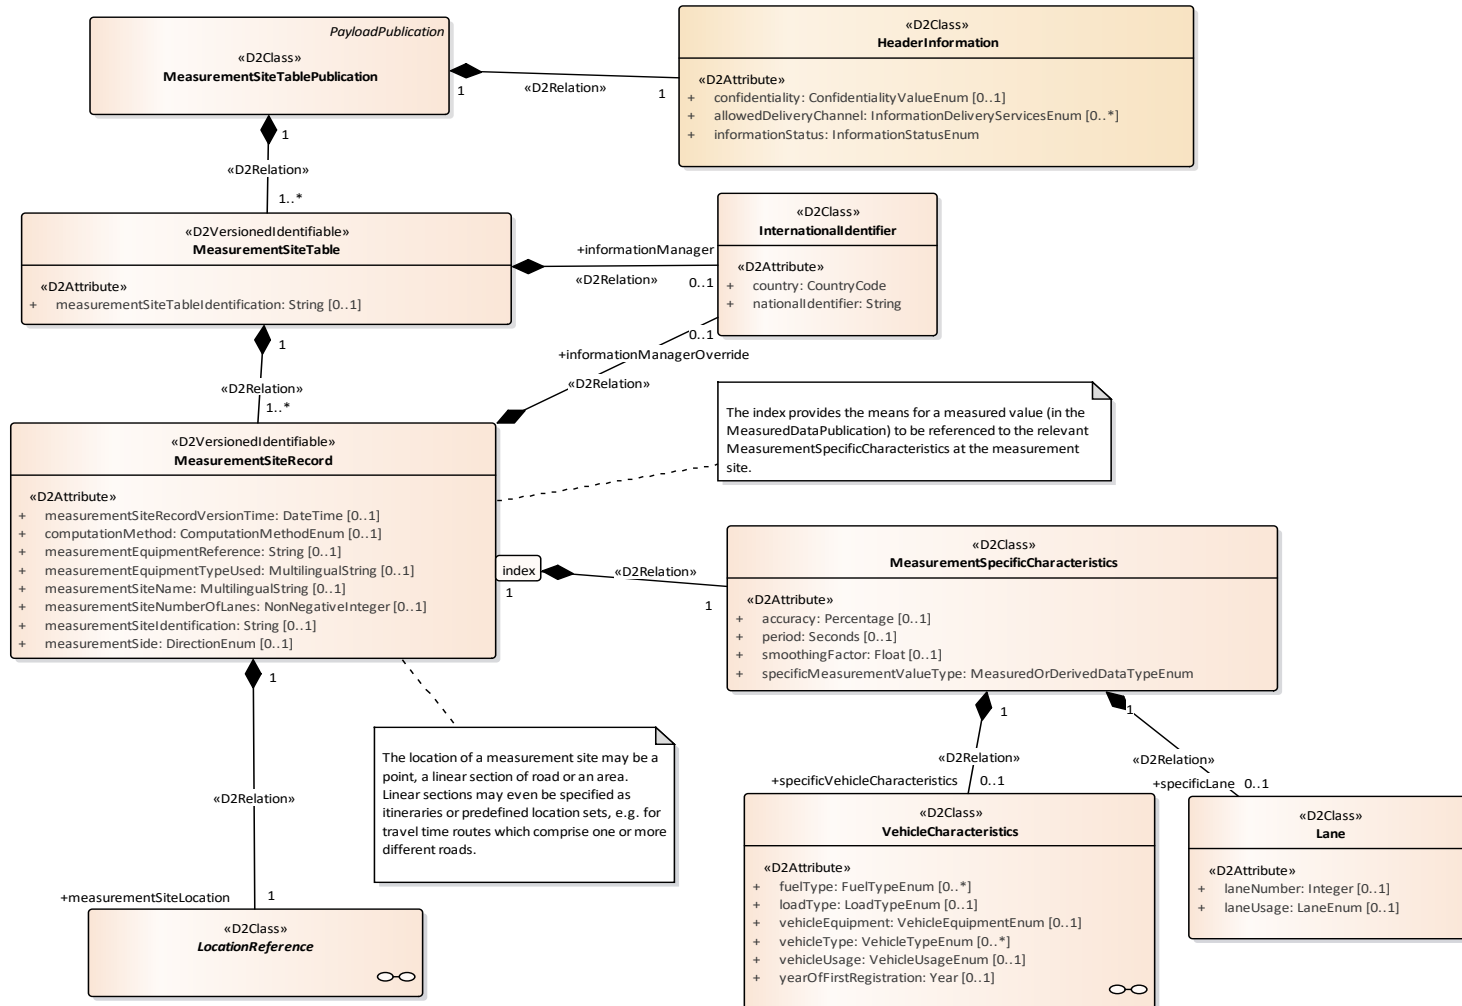 PayloadPublication
«D2Class»
MeasurementSiteTablePublication
1
«D2Relation»
1
«D2Class»
HeaderInformation
«D2Attribute»
+ confidentiality: ConfidentialityValueEnum [0..1]
+ allowedDeliveryChannel: InformationDeliveryServicesEnum [0..*]
+ informationStatus: InformationStatusEnum
1
«D2Relation»
1..*
«D2VersionedIdentifiable»
MeasurementSiteTable
«D2Attribute»
+ measurementSiteTableIdentification: String [0..1]
+informationManager
«D2Relation»
0..1
«D2Class»
InternationalIdentifier
«D2Attribute»
+ country: CountryCode
+ nationalIdentifier: String
0..1
+informationManagerOverride
«D2Relation»
1
«D2Relation»
1..*
The index provides the means for a measured value (in the
MeasuredDataPublication) to be referenced to the relevant
MeasurementSpecificCharacteristics at the measurement
site.
«D2VersionedIdentifiable»
MeasurementSiteRecord
«D2Attribute»
+ measurementSiteRecordVersionTime: DateTime [0..1]
+ computationMethod: ComputationMethodEnum [0..1]
+ measurementEquipmentReference: String [0..1]
+ measurementEquipmentTypeUsed: MultilingualString [0..1]
+ measurementSiteName: MultilingualString [0..1]
+ measurementSiteNumberOfLanes: NonNegativeInteger [0..1]
+ measurementSiteIdentification: String [0..1]
+ measurementSide: DirectionEnum [0..1]
index
1
«D2Relation»
1
«D2Class»
MeasurementSpecificCharacteristics
«D2Attribute»
+ accuracy: Percentage [0..1]
+ period: Seconds [0..1]
+ smoothingFactor: Float [0..1]
+ specificMeasurementValueType: MeasuredOrDerivedDataTypeEnum
1
«D2Relation»
+measurementSiteLocation
1
The location of a measurement site may be a
point, a linear section of road or an area.
Linear sections may even be specified as
itineraries or predefined location sets, e.g. for
travel time routes which comprise one or more
different roads.
1
«D2Relation»
+specificVehicleCharacteristics
0..1
1
«D2Relation»
+specificLane
0..1
«D2Class»
LocationReference
«D2Class»
VehicleCharacteristics
«D2Attribute»
+ fuelType: FuelTypeEnum [0..*]
+ loadType: LoadTypeEnum [0..1]
+ vehicleEquipment: VehicleEquipmentEnum [0..1]
+ vehicleType: VehicleTypeEnum [0..*]
+ vehicleUsage: VehicleUsageEnum [0..1]
+ yearOfFirstRegistration: Year [0..1]
«D2Class»
Lane
«D2Attribute»
+ laneNumber: Integer [0..1]
+ laneUsage: LaneEnum [0..1]